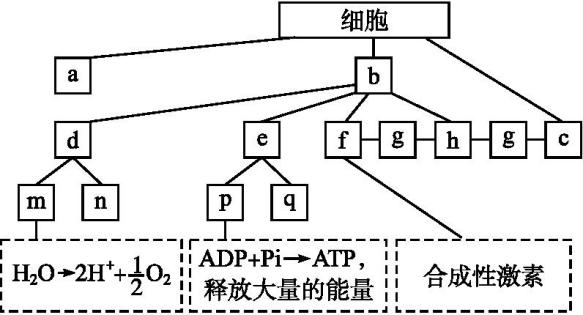 细胞
a
b
d
e
f
g
h
g
c
m
n
p
q
H₂O→2H⁺+1/2O₂
ADP+Pi→ATP,
释放大量的能量
合成性激素